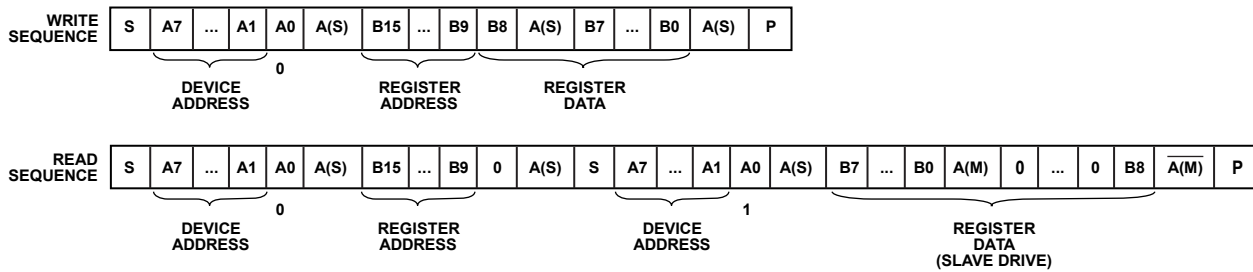 WRITE
SEQUENCE
S A7 ... A1 A0 A(S) B15 ... B9 B8 A(S) B7 ... B0 A(S) P
0
DEVICE
ADDRESS
REGISTER
ADDRESS
REGISTER
DATA
READ
SEQUENCE
S A7 ... A1 A0 A(S) B15 ... B9 0 A(S) S A7 ... A1 A0 A(S) B7 ... B0 A(M) 0 ... 0 B8 A̅(̅M̅)̅ P
0
1
DEVICE
ADDRESS
REGISTER
ADDRESS
DEVICE
ADDRESS
REGISTER
DATA
(SLAVE DRIVE)